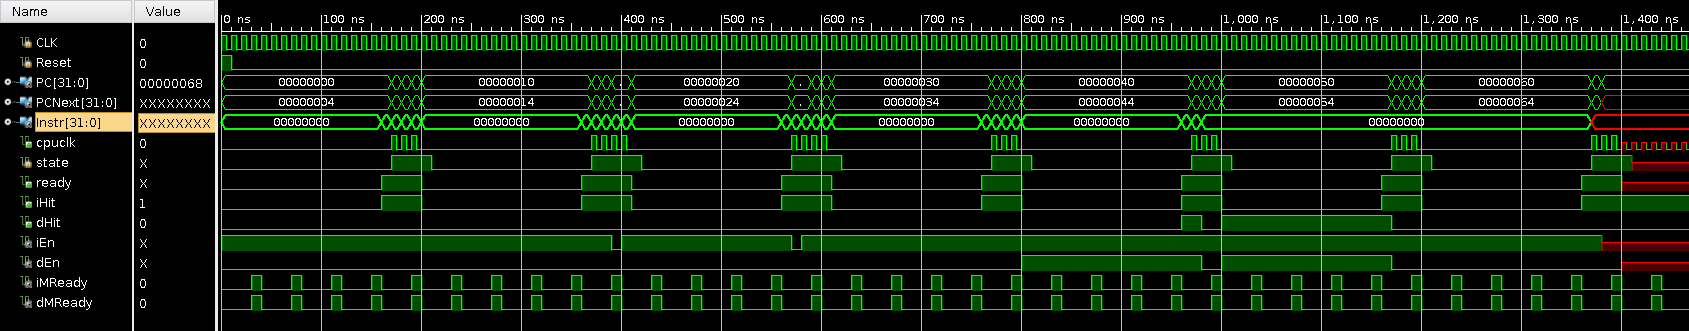 Name Value 0 ns 100 ns 200 ns 300 ns 400 ns 500 ns 600 ns 700 ns 800 ns 900 ns 1,000 ns 1,100 ns 1,200 ns 1,300 ns 1,400 ns
CLK 0
Reset 0
PC[31:0] 00000068 00000000 00000010 00000020 00000030 00000040 00000050 00000060
PCNext[31:0] XXXXXXXX 00000004 00000014 00000024 00000034 00000044 00000054 00000064
Instr[31:0] XXXXXXXX 00000000 00000000 00000000 00000000 00000000 00000000
cpuclk 0
state X
ready X
iHit 1
dHit 0
iEn X
dEn X
iMReady 0
dMReady 0